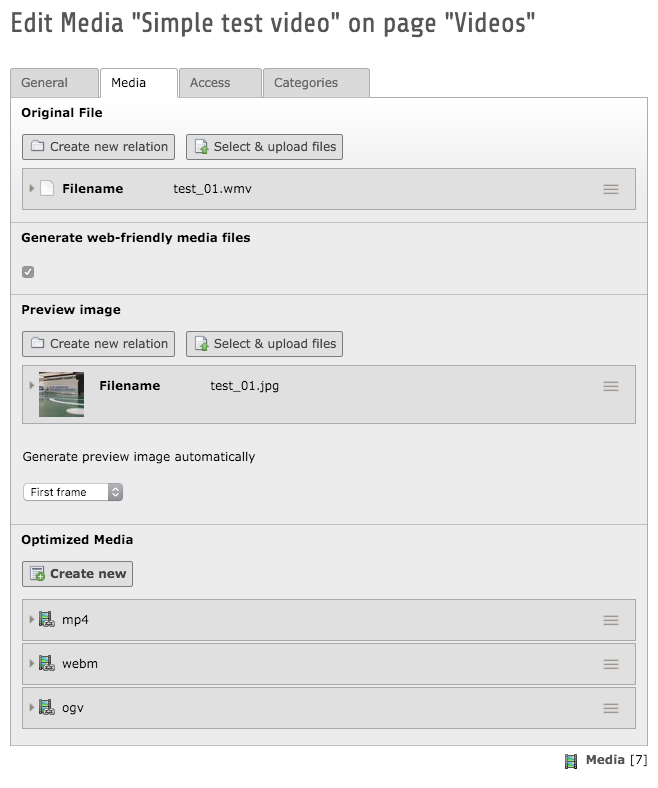 Edit Media "Simple test video" on page "Videos"
General Media Access Categories
Original File
Create new relation Select & upload files
Filename test_01.wmv
Generate web-friendly media files
Preview image
Create new relation Select & upload files
Filename test_01.jpg
Generate preview image automatically
First frame
Optimized Media
Create new
mp4
webm
ogv
Media [7]